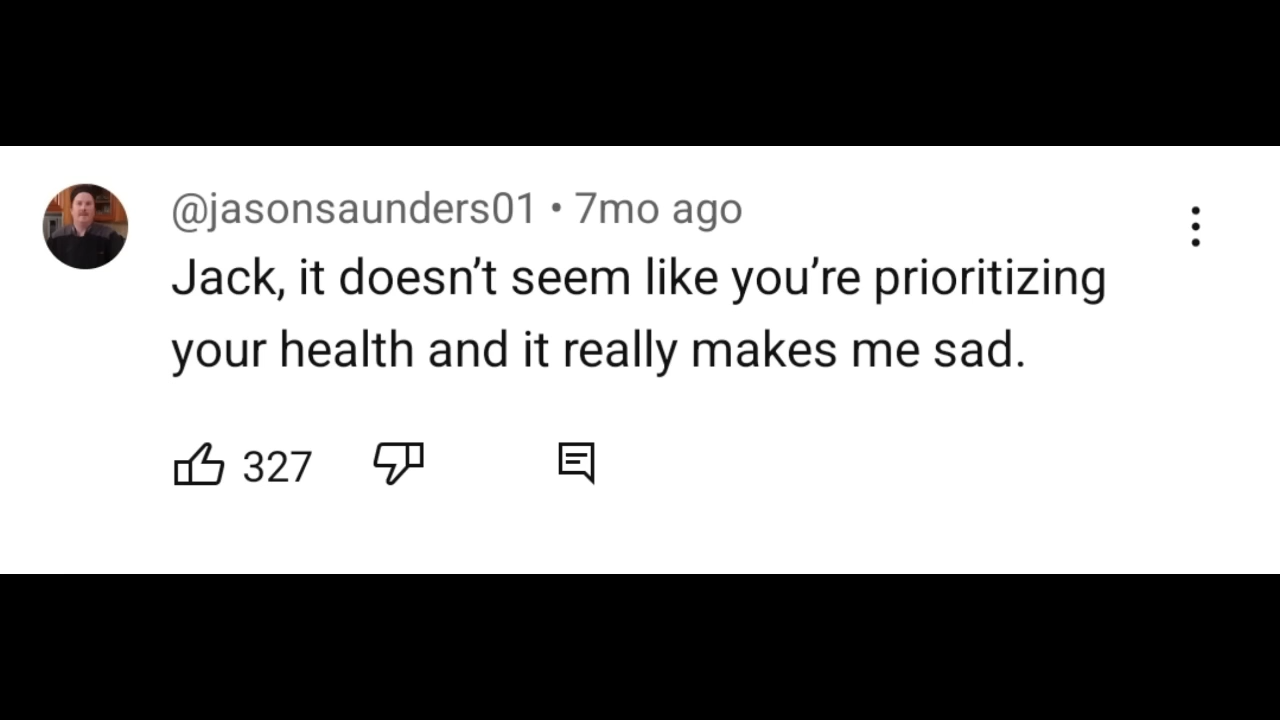 @jasonsaunders01 • 7mo ago
Jack, it doesn’t seem like you’re prioritizing
your health and it really makes me sad.
327